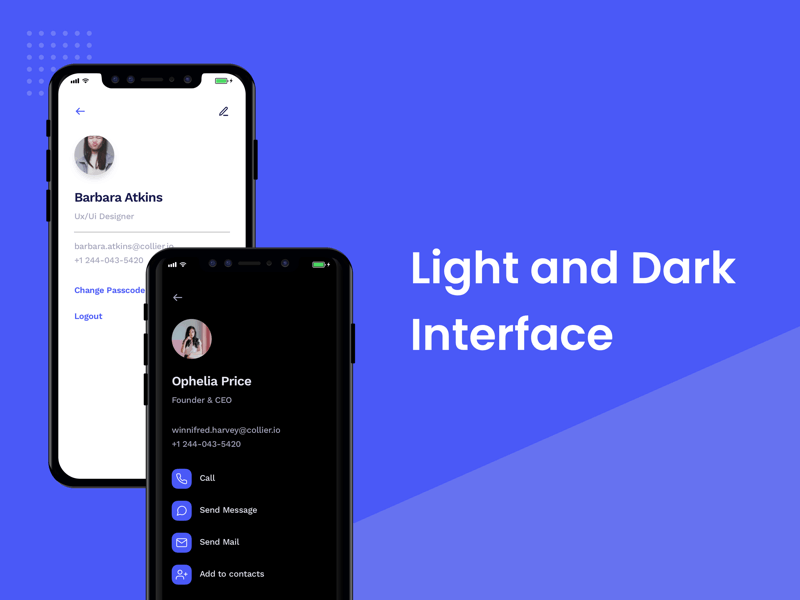 Barbara Atkins
Ux/Ui Designer
barbara.atkins@collier.io
+1 244-043-5420
Change Passcode
Logout
Ophelia Price
Founder & CEO
winnifred.harvey@collier.io
+1 244-043-5420
Call
Send Message
Send Mail
Add to contacts
Light and Dark
Interface